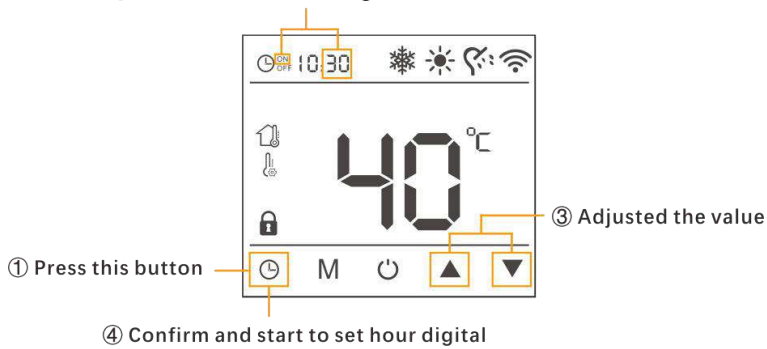 ON
OFF
10:30
40
°C
③ Adjusted the value
① Press this button
M
④ Confirm and start to set hour digital